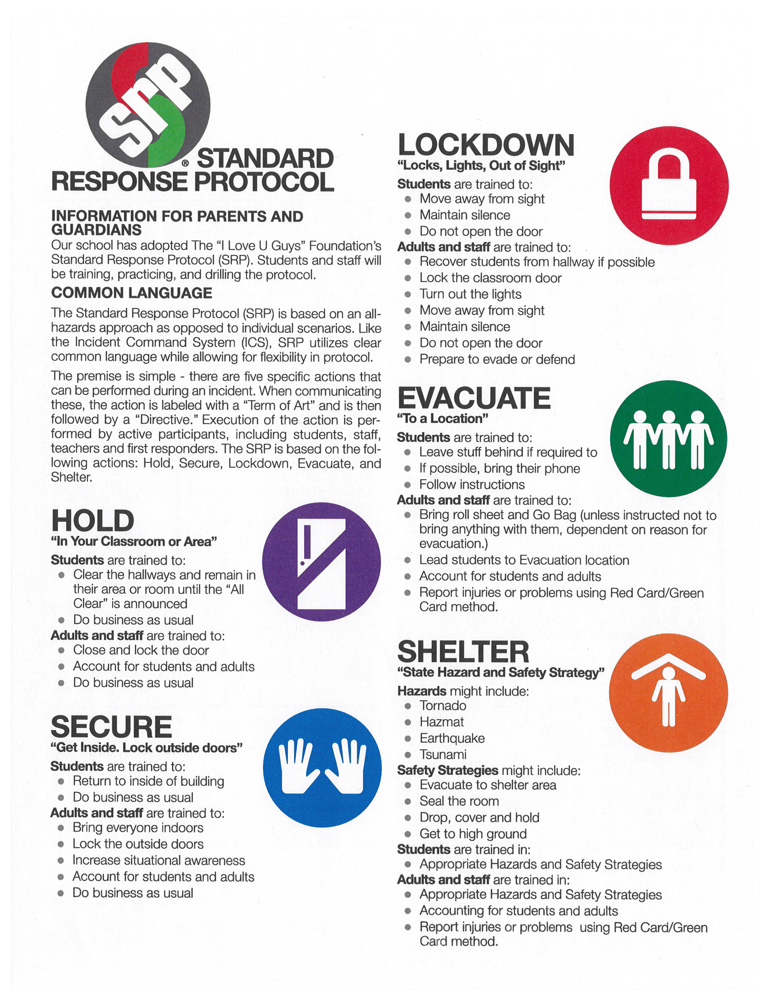 srp
® STANDARD
RESPONSE PROTOCOL
INFORMATION FOR PARENTS AND
GUARDIANS
Our school has adopted The “I Love U Guys” Foundation’s
Standard Response Protocol (SRP). Students and staff will
be training, practicing, and drilling the protocol.
COMMON LANGUAGE
The Standard Response Protocol (SRP) is based on an all-
hazards approach as opposed to individual scenarios. Like
the Incident Command System (ICS), SRP utilizes clear
common language while allowing for flexibility in protocol.
The premise is simple - there are five specific actions that
can be performed during an incident. When communicating
these, the action is labeled with a “Term of Art” and is then
followed by a “Directive.” Execution of the action is per-
formed by active participants, including students, staff,
teachers and first responders. The SRP is based on the fol-
lowing actions: Hold, Secure, Lockdown, Evacuate, and
Shelter.
HOLD
“In Your Classroom or Area”
Students are trained to:
● Clear the hallways and remain in
their area or room until the “All
Clear” is announced
● Do business as usual
Adults and staff are trained to:
● Close and lock the door
● Account for students and adults
● Do business as usual
SECURE
“Get Inside. Lock outside doors”
Students are trained to:
● Return to inside of building
● Do business as usual
Adults and staff are trained to:
● Bring everyone indoors
● Lock the outside doors
● Increase situational awareness
● Account for students and adults
● Do business as usual
LOCKDOWN
“Locks, Lights, Out of Sight”
Students are trained to:
● Move away from sight
● Maintain silence
● Do not open the door
Adults and staff are trained to:
● Recover students from hallway if possible
● Lock the classroom door
● Turn out the lights
● Move away from sight
● Maintain silence
● Do not open the door
● Prepare to evade or defend
EVACUATE
“To a Location”
Students are trained to:
● Leave stuff behind if required to
● If possible, bring their phone
● Follow instructions
Adults and staff are trained to:
● Bring roll sheet and Go Bag (unless instructed not to
bring anything with them, dependent on reason for
evacuation.)
● Lead students to Evacuation location
● Account for students and adults
● Report injuries or problems using Red Card/Green
Card method.
SHELTER
“State Hazard and Safety Strategy”
Hazards might include:
● Tornado
● Hazmat
● Earthquake
● Tsunami
Safety Strategies might include:
● Evacuate to shelter area
● Seal the room
● Drop, cover and hold
● Get to high ground
Students are trained in:
● Appropriate Hazards and Safety Strategies
Adults and staff are trained in:
● Appropriate Hazards and Safety Strategies
● Accounting for students and adults
● Report injuries or problems  using Red Card/Green
Card method.